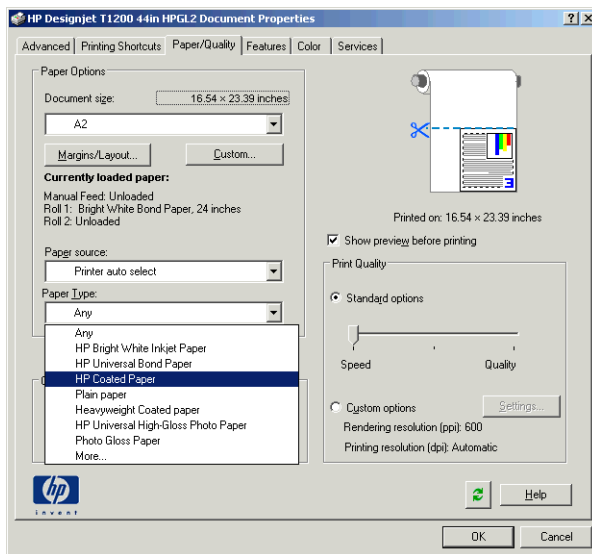 HP Designjet T1200 44in HPGL2 Document Properties
Advanced
Printing Shortcuts
Paper/Quality
Features
Color
Services
Paper Options
Document size:
16.54 × 23.39 inches
A2
Margins/Layout...
Custom...
Currently loaded paper:
Manual Feed: Unloaded
Roll 1: Bright White Bond Paper, 24 inches
Roll 2: Unloaded
Paper source:
Printer auto select
Paper Type:
Any
Any
HP Bright White Inkjet Paper
HP Universal Bond Paper
HP Coated Paper
Plain paper
Heavyweight Coated paper
HP Universal High-Gloss Photo Paper
Photo Gloss Paper
More...
3
Printed on: 16.54 × 23.39 inches
Show preview before printing
Print Quality
Standard options
Speed
Quality
Custom options
Settings...
Rendering resolution (ppi): 600
Printing resolution (dpi): Automatic
hp
invent
Help
OK
Cancel